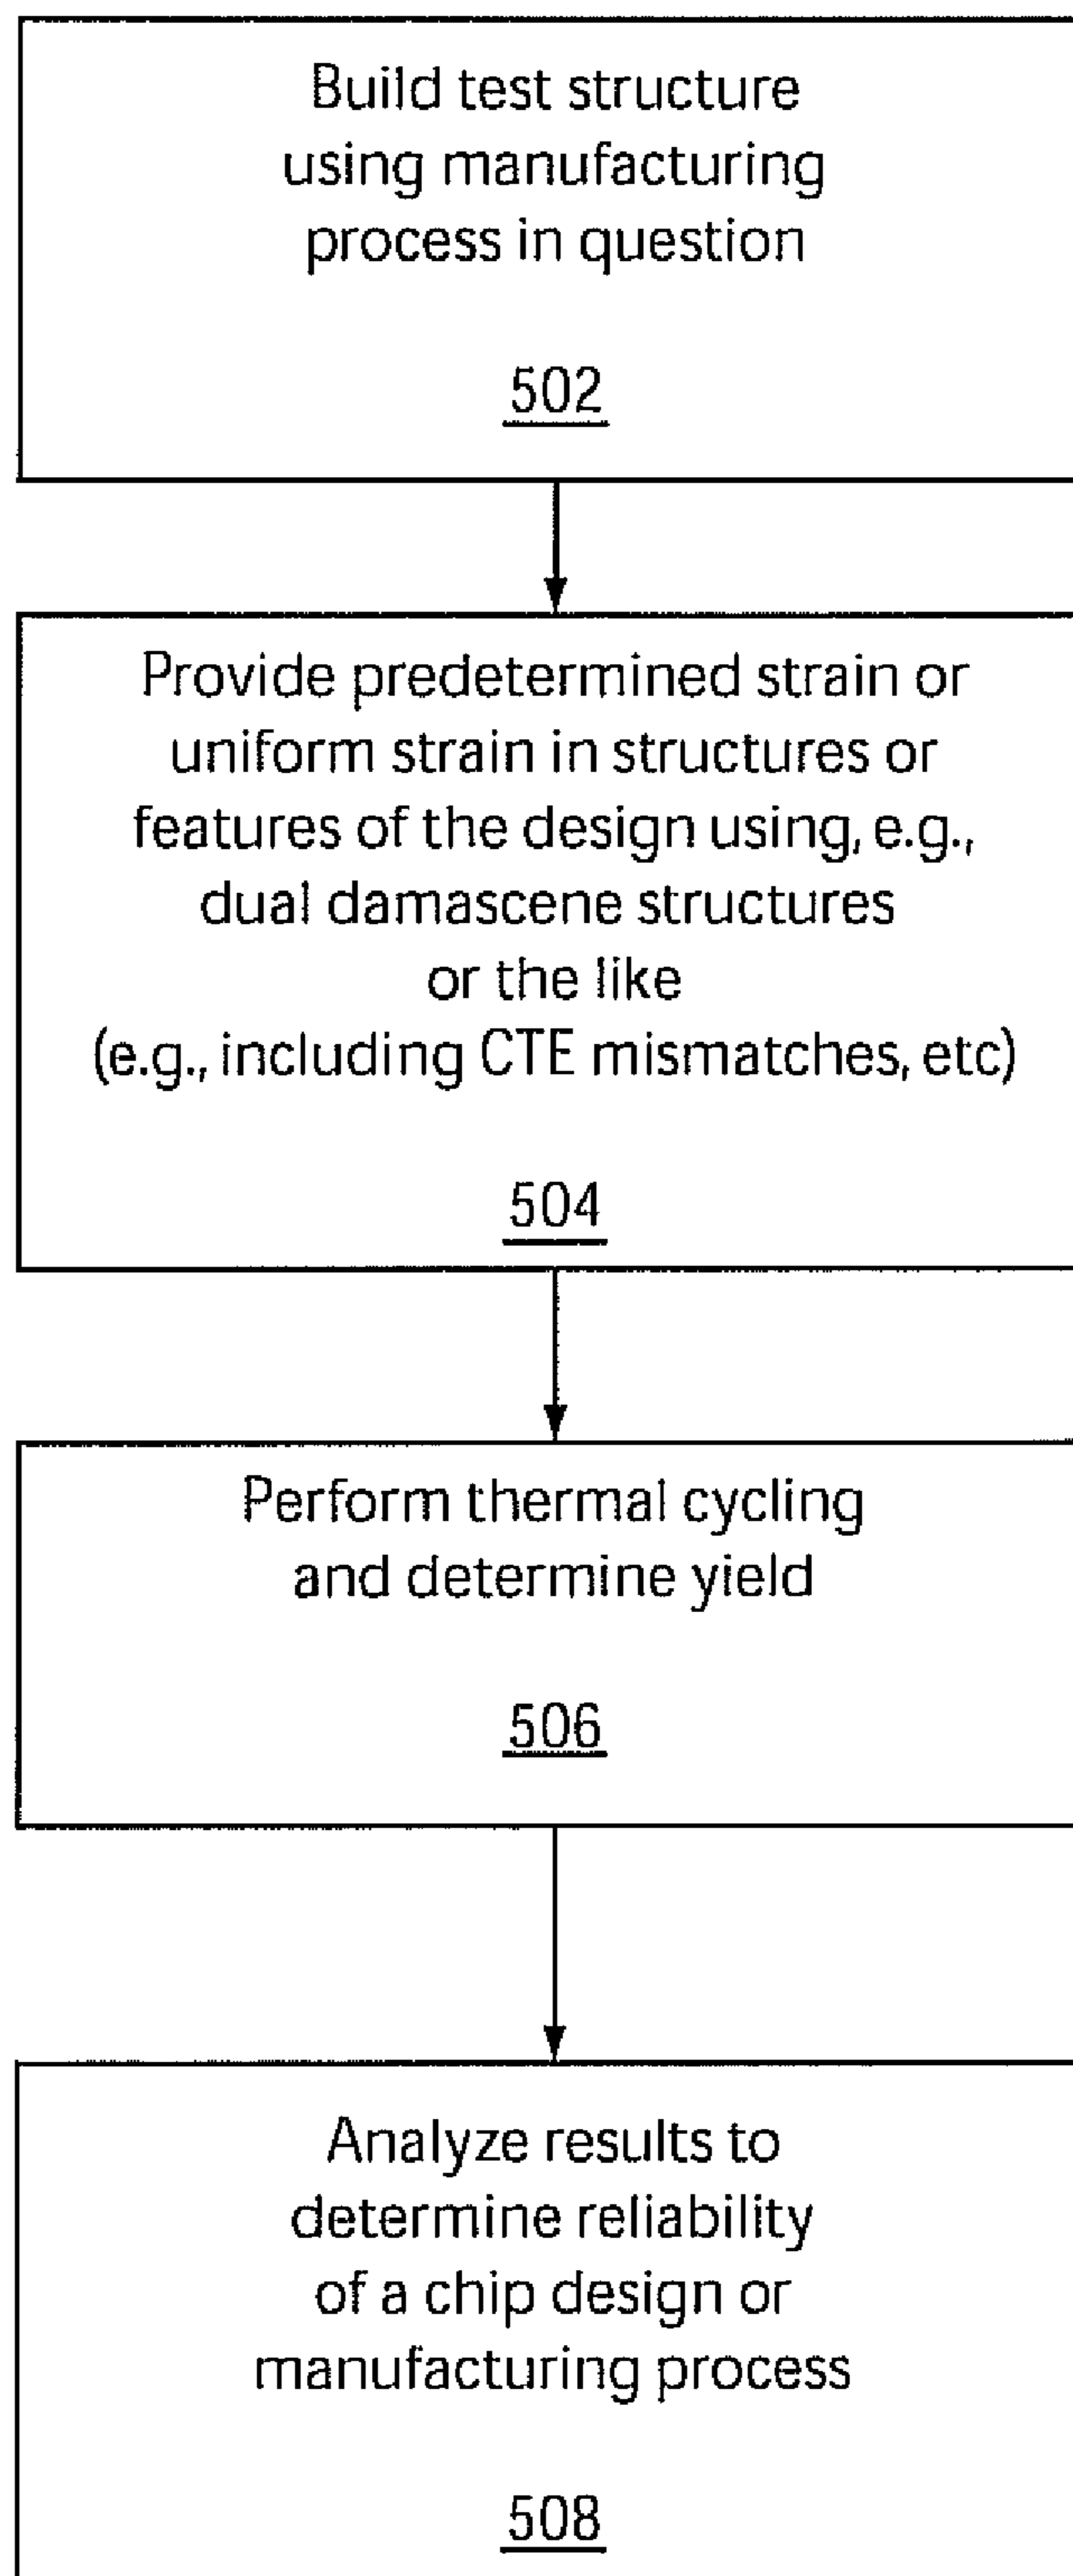 Build test structure
using manufacturing
process in question
502
Provide predetermined strain or
uniform strain in structures or
features of the design using, e.g.,
dual damascene structures
or the like
(e.g., including CTE mismatches, etc)
504
Perform thermal cycling
and determine yield
506
Analyze results to
determine reliability
of a chip design or
manufacturing process
508